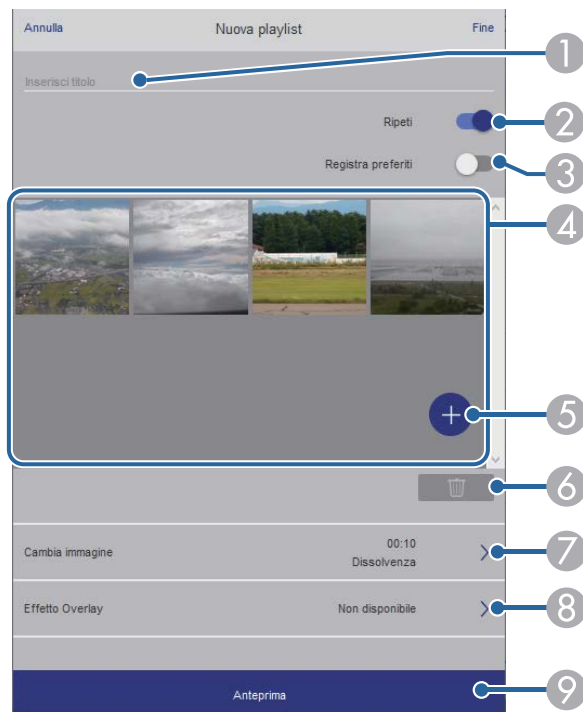 Annulla Nuova playlist Fine
Inserisci titolo
1
Ripeti
2
Registra preferiti
3
4
+
5
6
Cambia immagine
00:10
Dissolvenza
7
Effetto Overlay Non disponibile
8
Anteprima
9